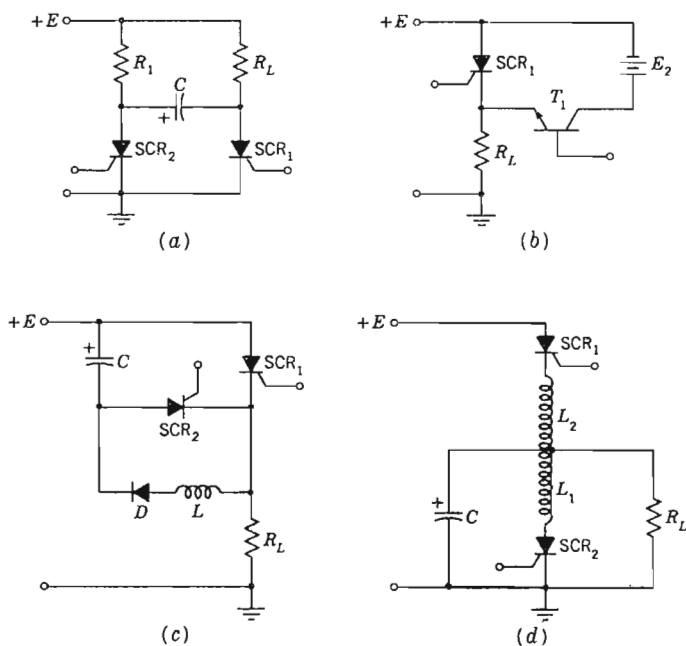 +E
R1
RL
C
+
SCR2
SCR1
(a)
+E
SCR1
E2
T1
RL
(b)
+E
+
C
SCR1
SCR2
D
L
RL
(c)
+E
SCR1
L2
L1
+
C
RL
SCR2
(d)